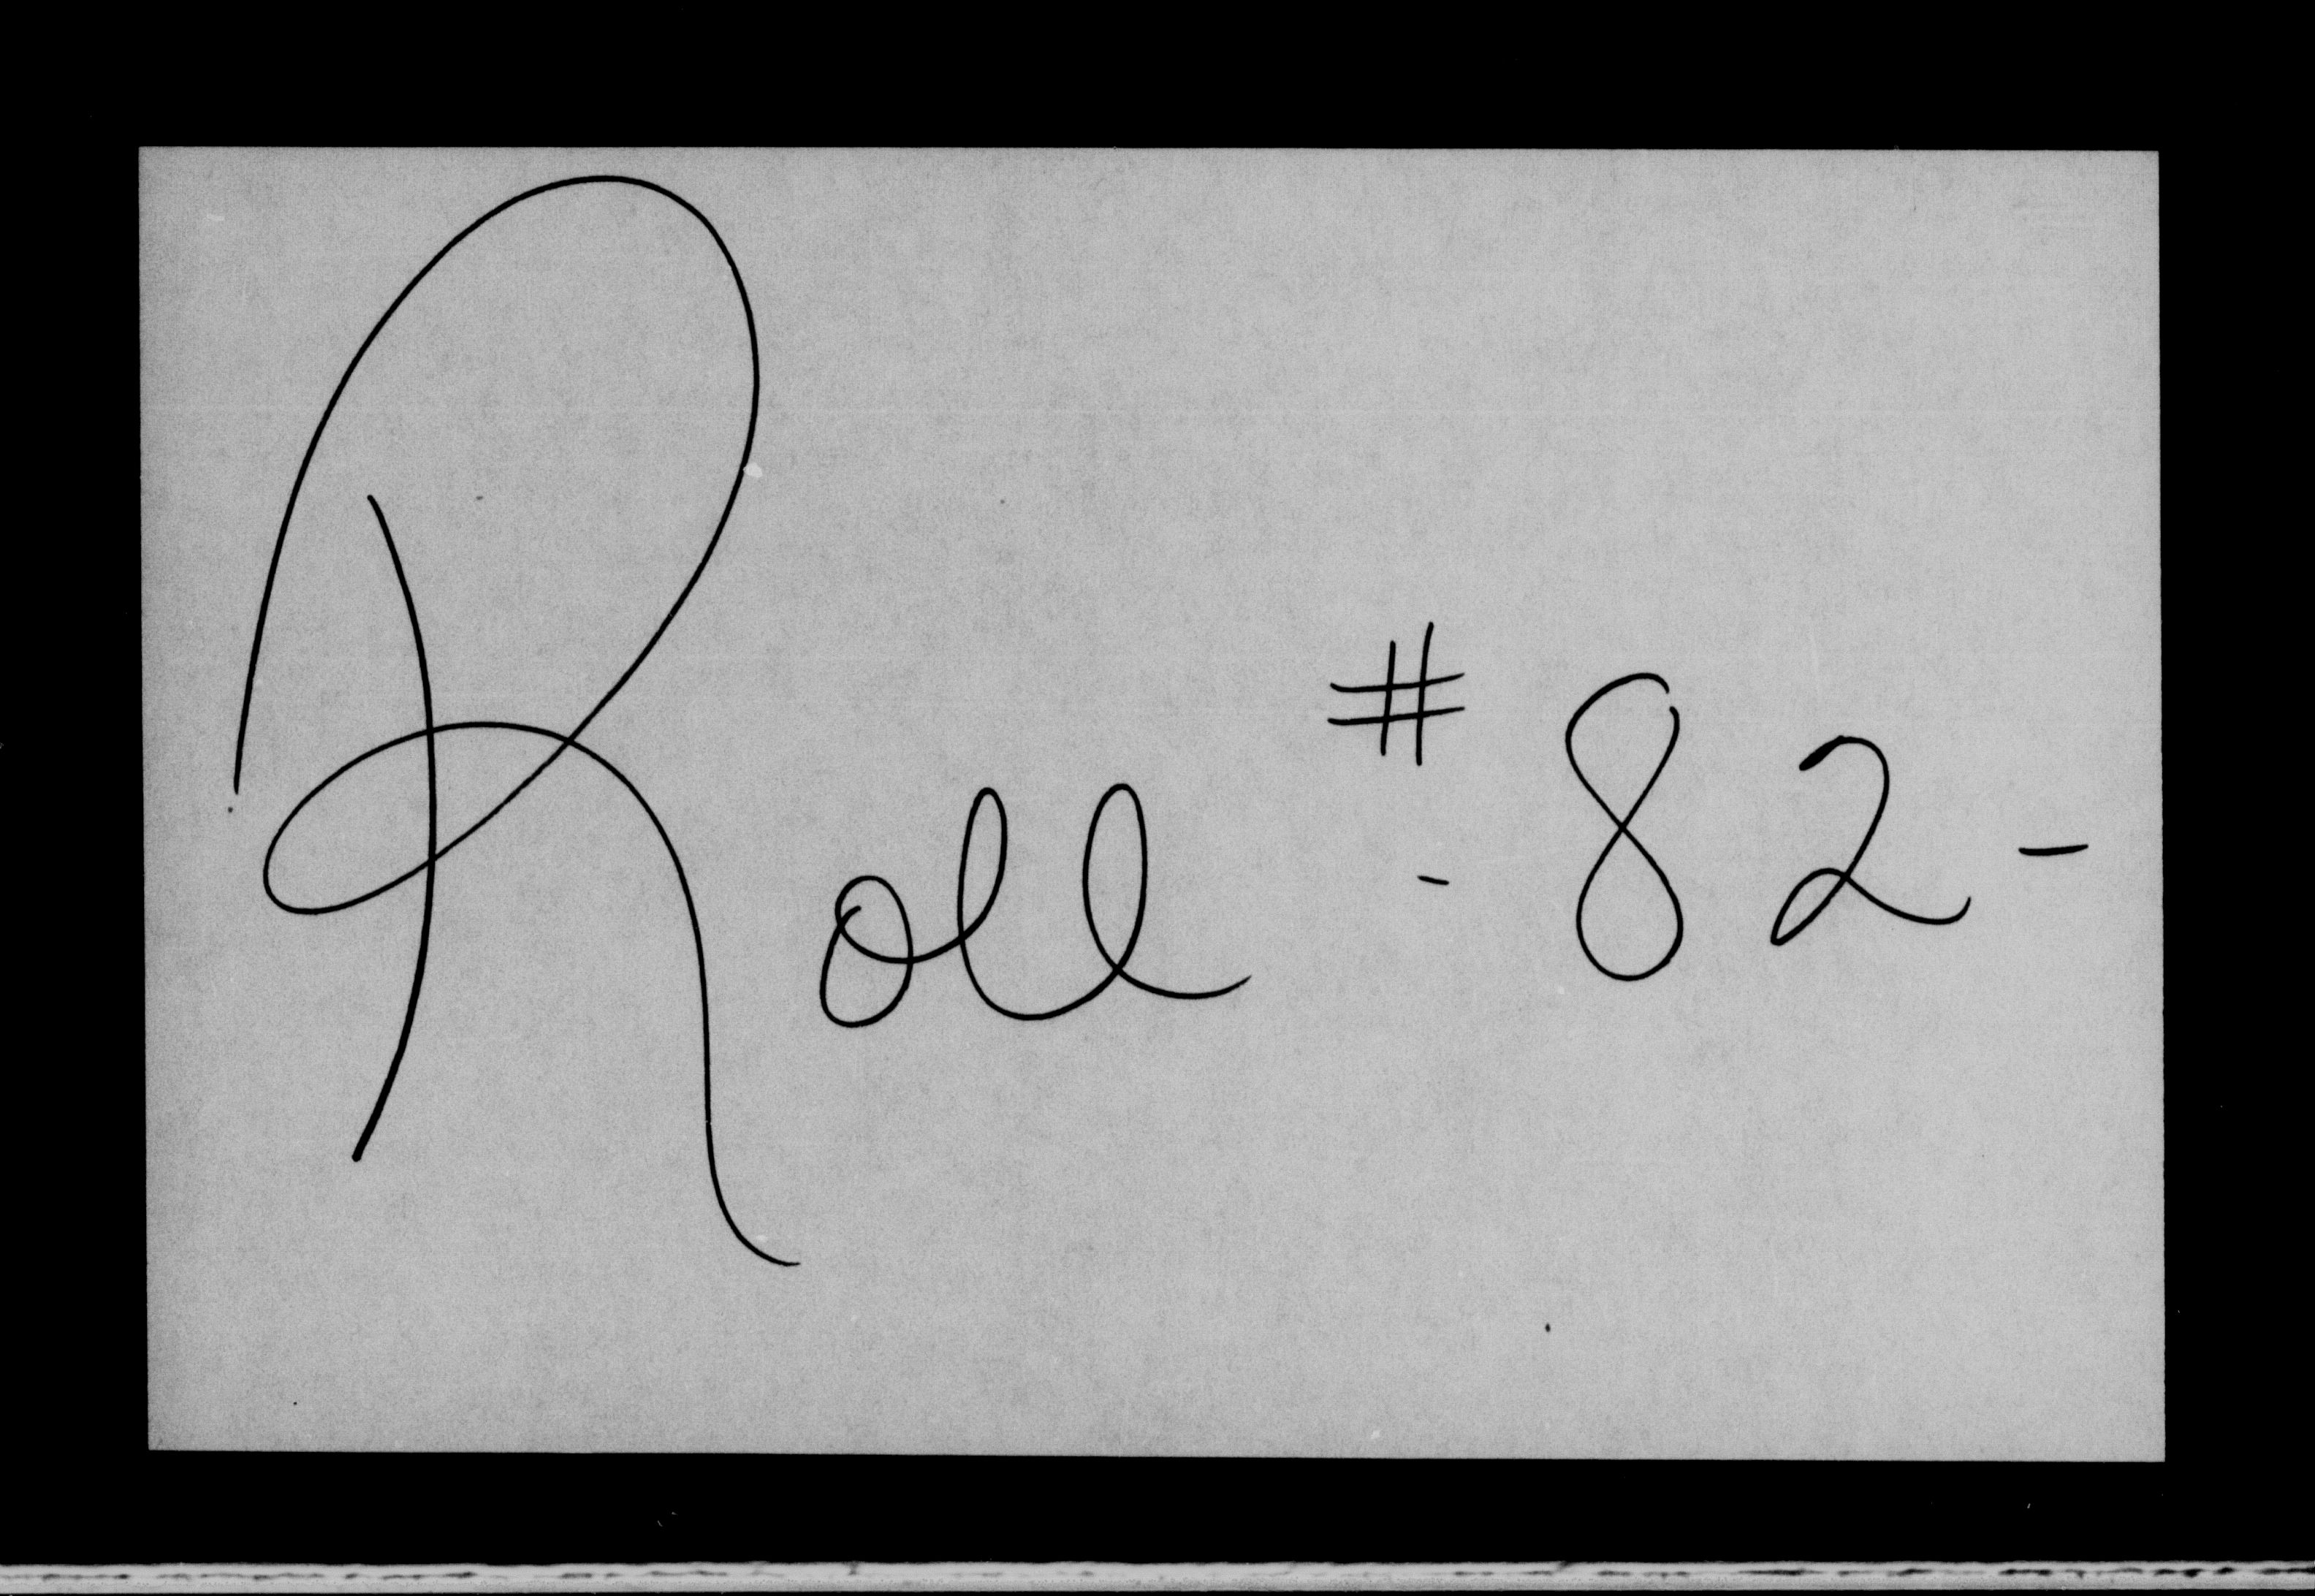 Roll # - 82 -